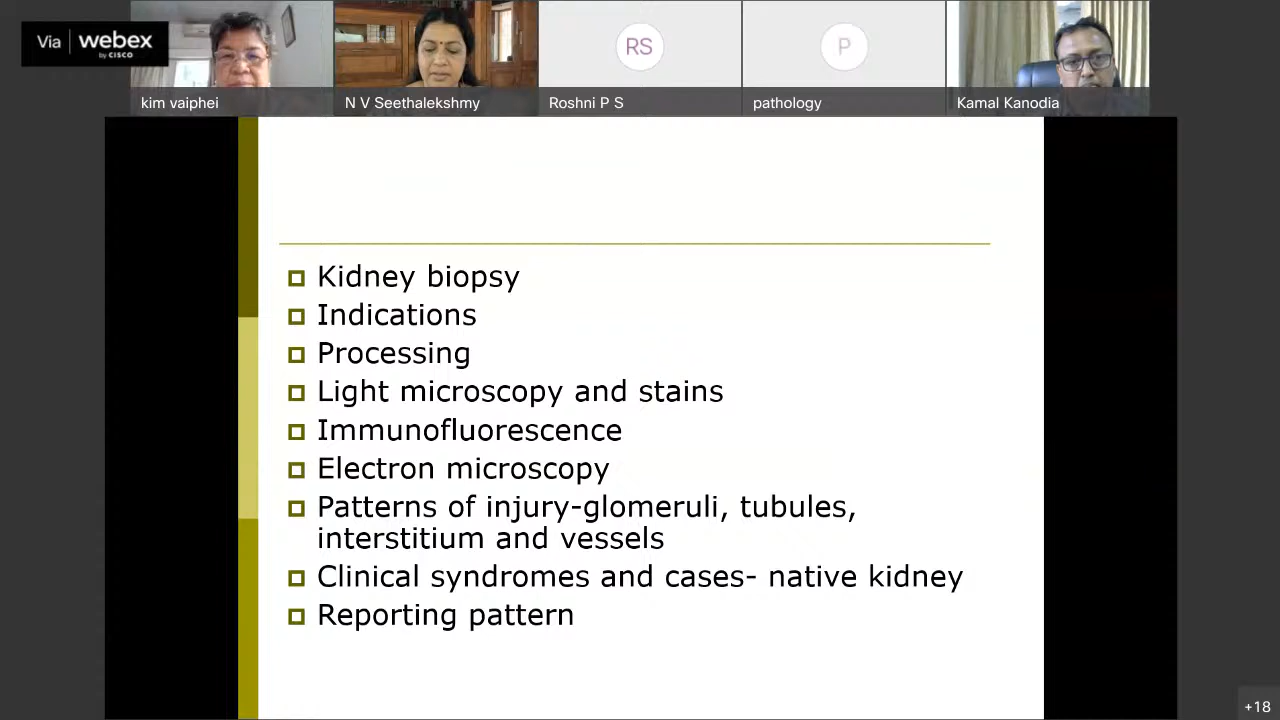 Via webex
by CISCO
kim vaiphei
N V Seethalekshmy
RS
Roshni P S
P
pathology
Kamal Kanodia
Kidney biopsy
Indications
Processing
Light microscopy and stains
Immunofluorescence
Electron microscopy
Patterns of injury-glomeruli, tubules,
interstitium and vessels
Clinical syndromes and cases- native kidney
Reporting pattern
+18